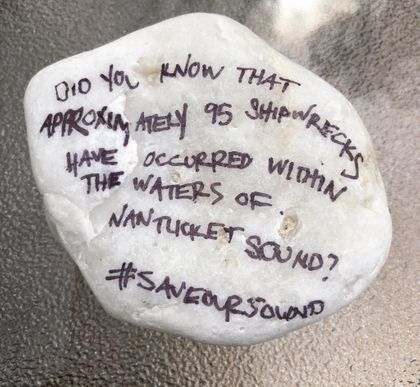 DID YOU KNOW THAT
APPROXIMATELY 95 SHIPWRECKS
HAVE OCCURRED WITHIN
THE WATERS OF
NANTUCKET SOUND?
#SAVEOURSOUND